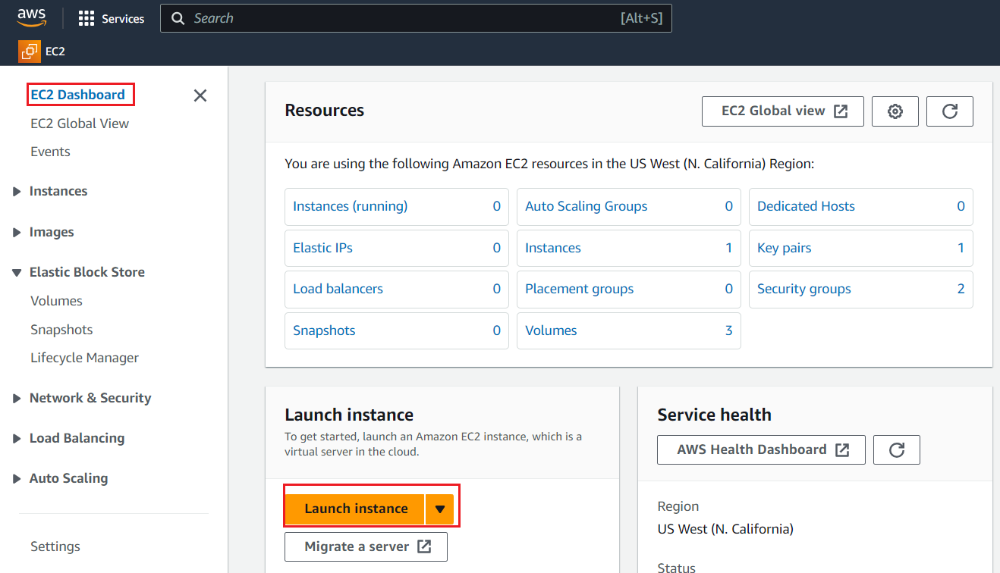 aws
Services
Search [Alt+S]
EC2
EC2 Dashboard
EC2 Global View
Events
Instances
Images
Elastic Block Store
Volumes
Snapshots
Lifecycle Manager
Network & Security
Load Balancing
Auto Scaling
Settings
Resources
EC2 Global view
You are using the following Amazon EC2 resources in the US West (N. California) Region:
Instances (running) 0
Auto Scaling Groups 0
Dedicated Hosts 0
Elastic IPs 0
Instances 1
Key pairs 1
Load balancers 0
Placement groups 0
Security groups 2
Snapshots 0
Volumes 3
Launch instance
To get started, launch an Amazon EC2 instance, which is a
virtual server in the cloud.
Launch instance
Migrate a server
Service health
AWS Health Dashboard
Region
US West (N. California)
Status